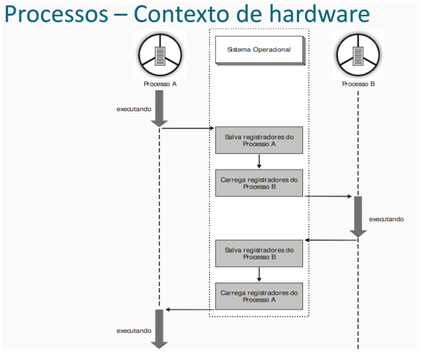 Processos – Contexto de hardware
Sistema Operacional
Processo A
Processo B
executando
Salva registradores do
Processo A
Carrega registradores do
Processo B
executando
Salva registradores do
Processo B
Carrega registradores do
Processo A
executando